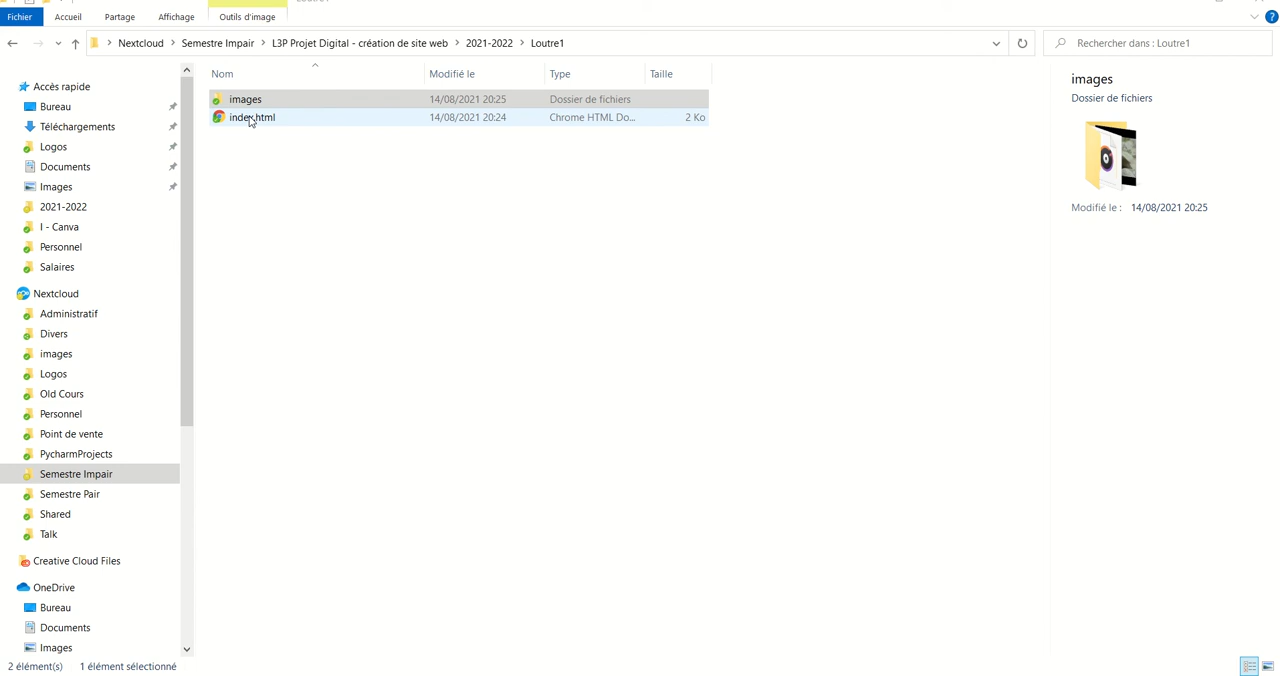 Fichier Accueil Partage Affichage Outils d'image
Nextcloud > Semestre Impair > L3P Projet Digital - création de site web > 2021-2022 > Loutre1
Rechercher dans : Loutre1
Accès rapide
Bureau
Téléchargements
Logos
Documents
Images
2021-2022
I - Canva
Personnel
Salaires
Nextcloud
Administratif
Divers
images
Logos
Old Cours
Personnel
Point de vente
PycharmProjects
Semestre Impair
Semestre Pair
Shared
Talk
Creative Cloud Files
OneDrive
Bureau
Documents
Images
Nom Modifié le Type Taille
images 14/08/2021 20:25 Dossier de fichiers
index.html 14/08/2021 20:24 Chrome HTML Do... 2 Ko
images
Dossier de fichiers
Modifié le : 14/08/2021 20:25
2 élément(s) 1 élément sélectionné